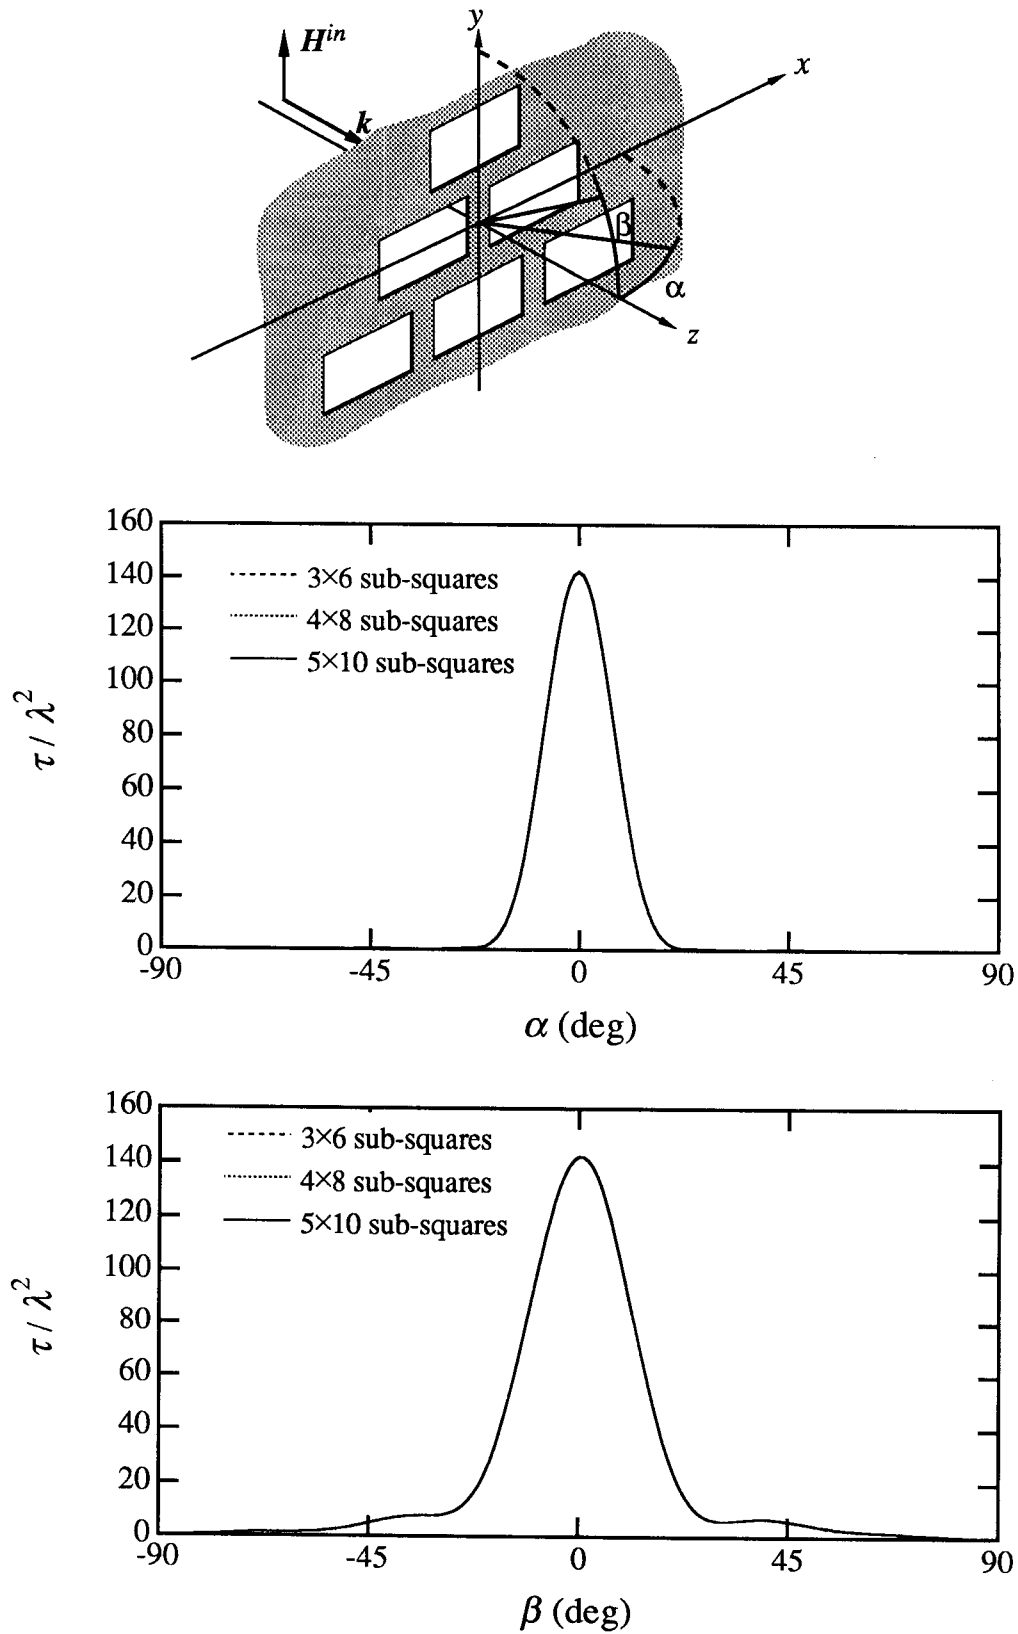 y
x
H^in
k
β
α
z
160
140
120
100
80
60
40
20
0
3×6 sub-squares
4×8 sub-squares
5×10 sub-squares
τ / λ²
-90 -45 0 45 90
α (deg)
160
140
120
100
80
60
40
20
0
3×6 sub-squares
4×8 sub-squares
5×10 sub-squares
τ / λ²
-90 -45 0 45 90
β (deg)